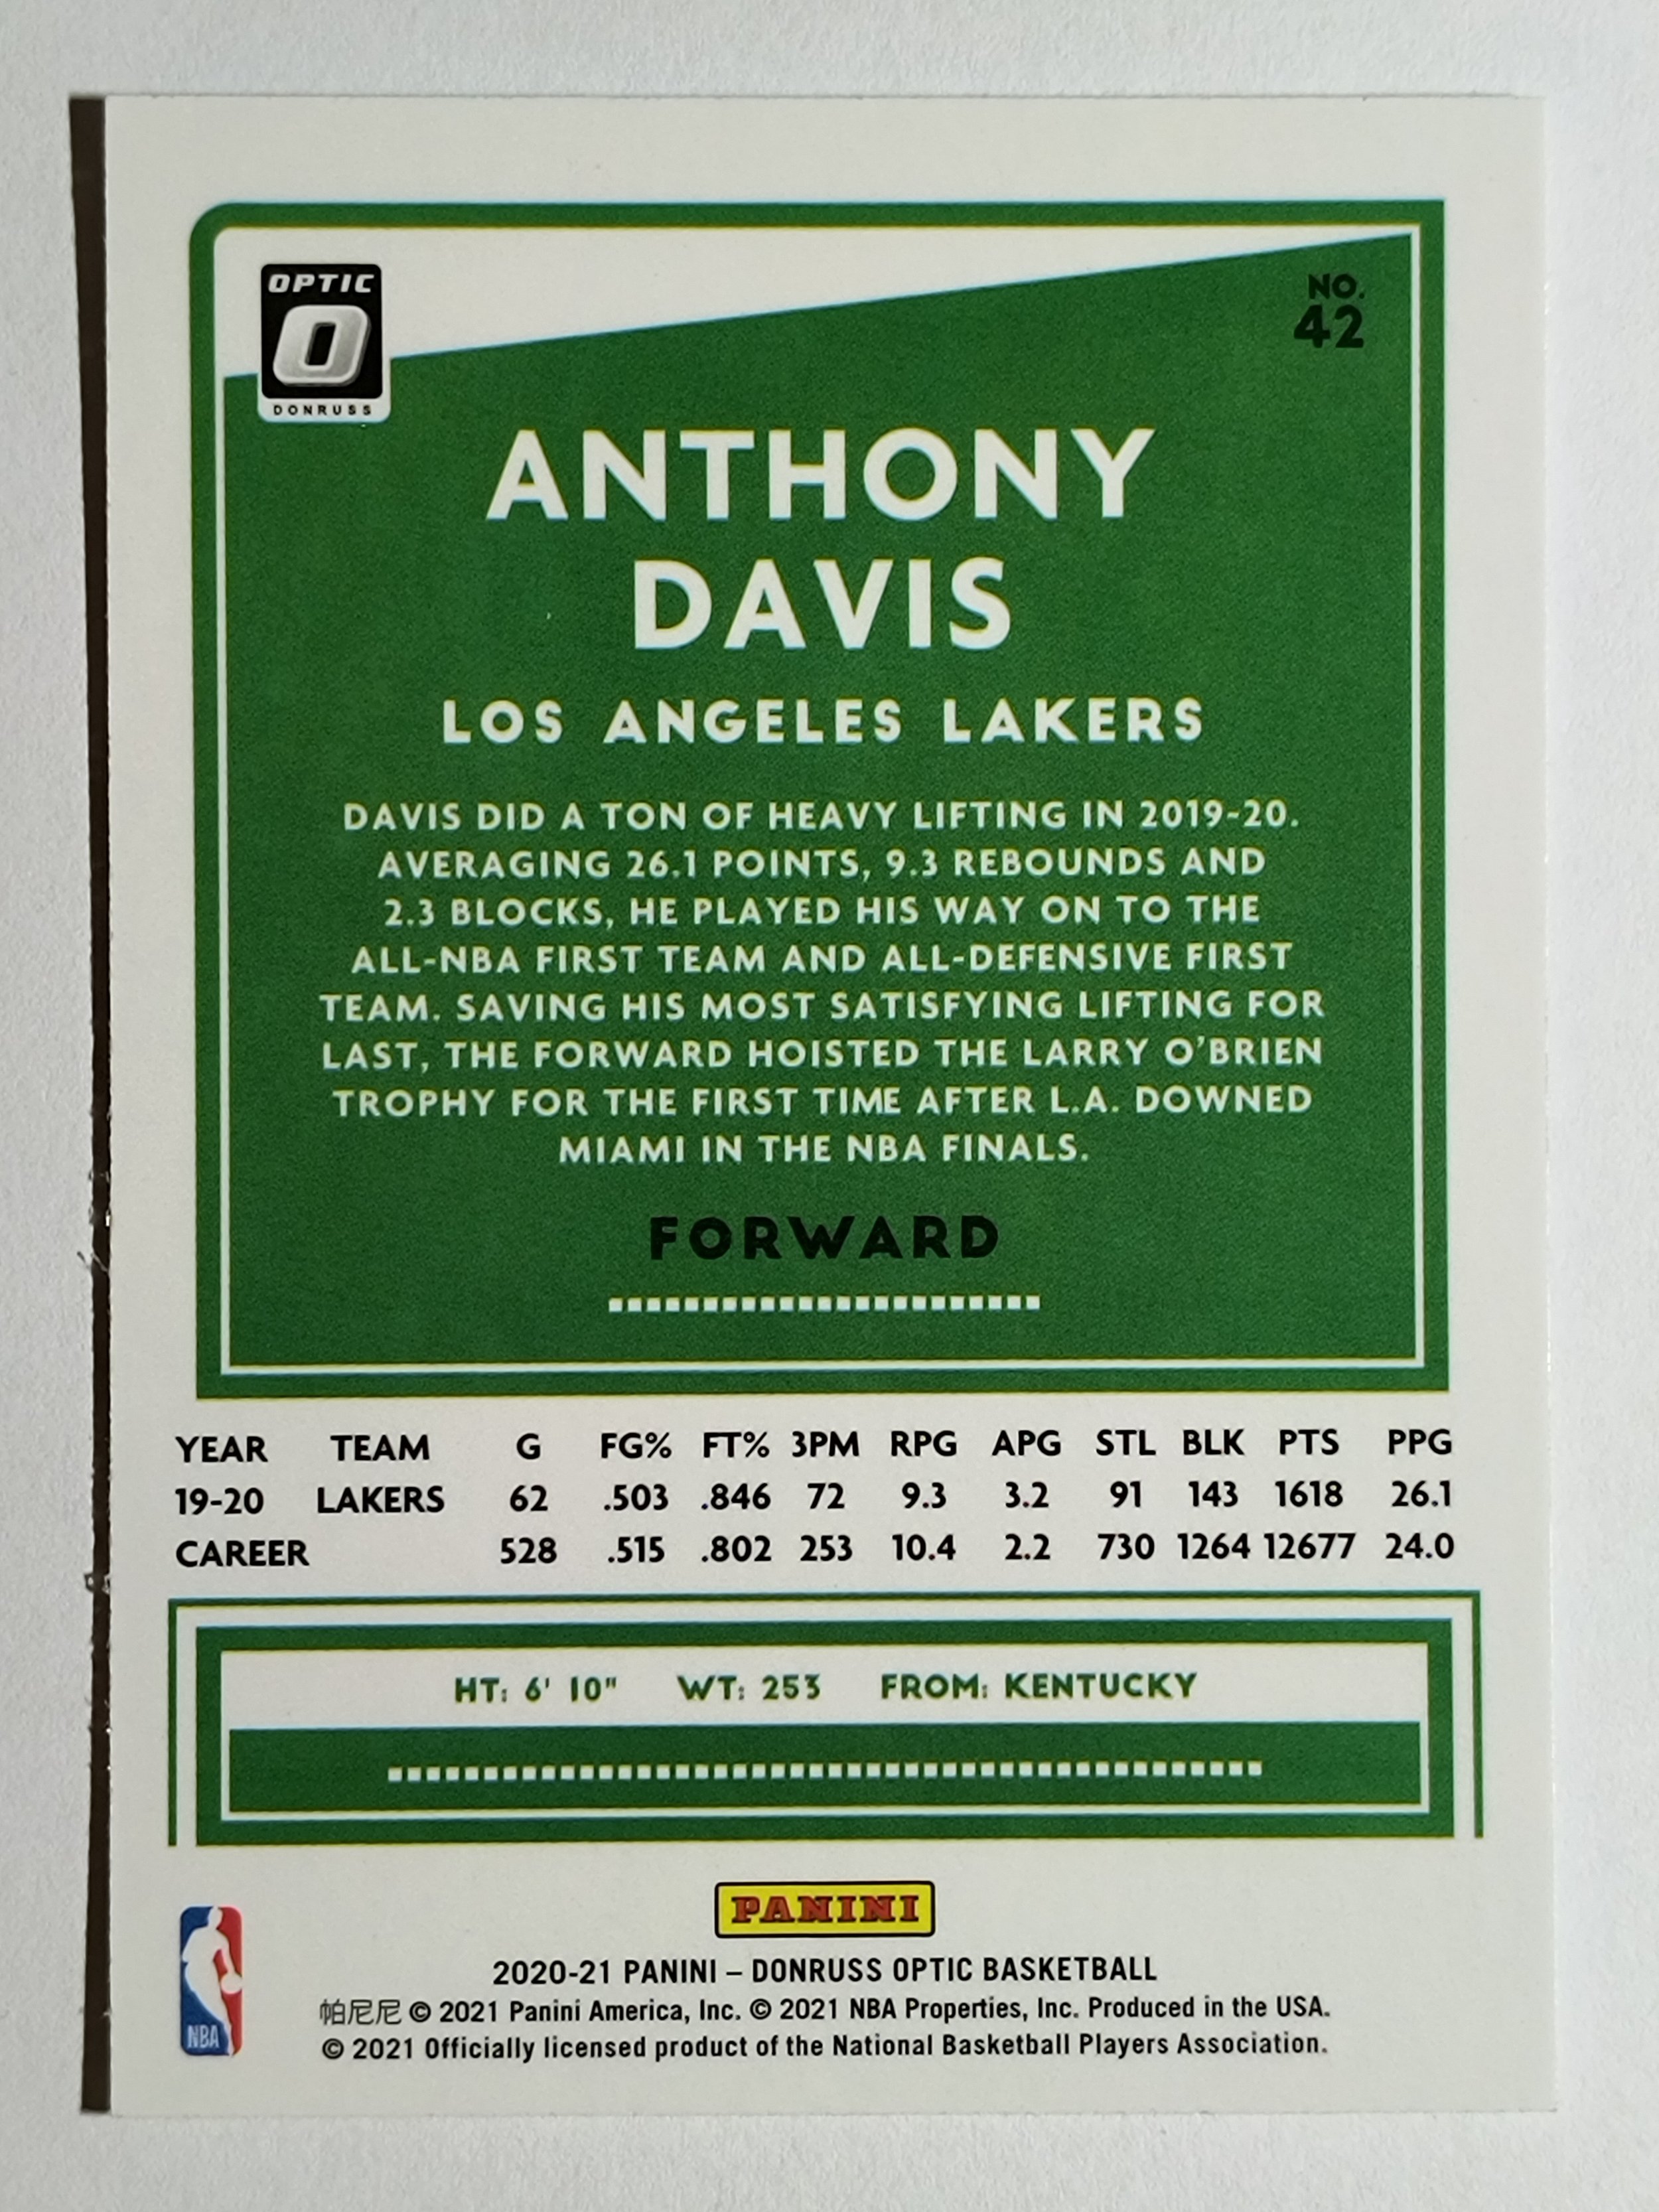 OPTIC
O
DONRUSS
NO.
42
ANTHONY
DAVIS
LOS ANGELES LAKERS
DAVIS DID A TON OF HEAVY LIFTING IN 2019-20.
AVERAGING 26.1 POINTS, 9.3 REBOUNDS AND
2.3 BLOCKS, HE PLAYED HIS WAY ON TO THE
ALL-NBA FIRST TEAM AND ALL-DEFENSIVE FIRST
TEAM. SAVING HIS MOST SATISFYING LIFTING FOR
LAST, THE FORWARD HOISTED THE LARRY O'BRIEN
TROPHY FOR THE FIRST TIME AFTER L.A. DOWNED
MIAMI IN THE NBA FINALS.
FORWARD
YEAR TEAM G FG% FT% 3PM RPG APG STL BLK PTS PPG
19-20 LAKERS 62 .503 .846 72 9.3 3.2 91 143 1618 26.1
CAREER 528 .515 .802 253 10.4 2.2 730 1264 12677 24.0
HT: 6' 10" WT: 253 FROM: KENTUCKY
PANINI
2020-21 PANINI – DONRUSS OPTIC BASKETBALL
帕尼尼 © 2021 Panini America, Inc. © 2021 NBA Properties, Inc. Produced in the USA.
© 2021 Officially licensed product of the National Basketball Players Association.
NBA